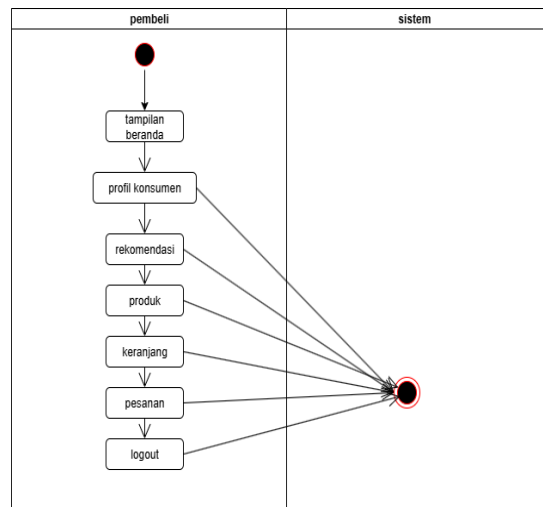 pembeli
sistem
tampilan
beranda
profil konsumen
rekomendasi
produk
keranjang
pesanan
logout